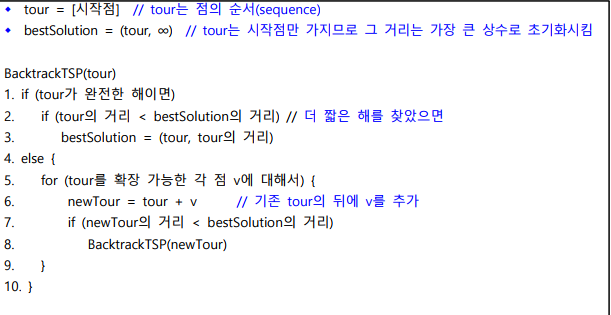 ◆ tour = [시작점] // tour는 점의 순서(sequence)
◆ bestSolution = (tour, ∞) // tour는 시작점만 가지므로 그 거리는 가장 큰 상수로 초기화시킴
BacktrackTSP(tour)
1. if (tour가 완전한 해이면)
2. if (tour의 거리 < bestSolution의 거리) // 더 짧은 해를 찾았으면
3. bestSolution = (tour, tour의 거리)
4. else {
5. for (tour를 확장 가능한 각 점 v에 대해서) {
6. newTour = tour + v // 기존 tour의 뒤에 v를 추가
7. if (newTour의 거리 < bestSolution의 거리)
8. BacktrackTSP(newTour)
9. }
10. }